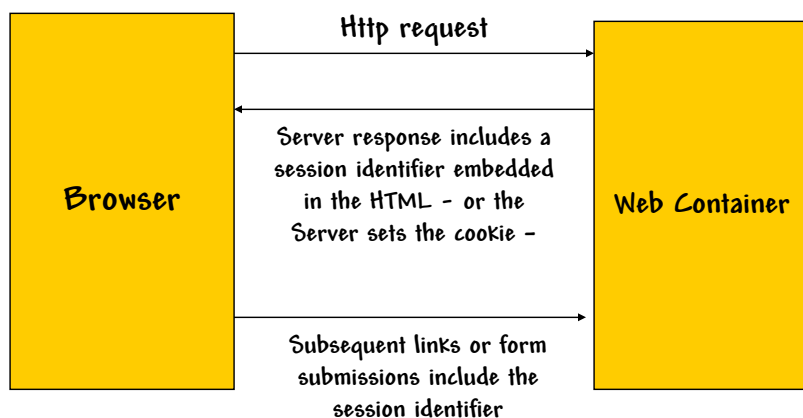 Http request
Server response includes a
session identifier embedded
in the HTML - or the
Server sets the cookie -
Browser
Web Container
Subsequent links or form
submissions include the
session identifier